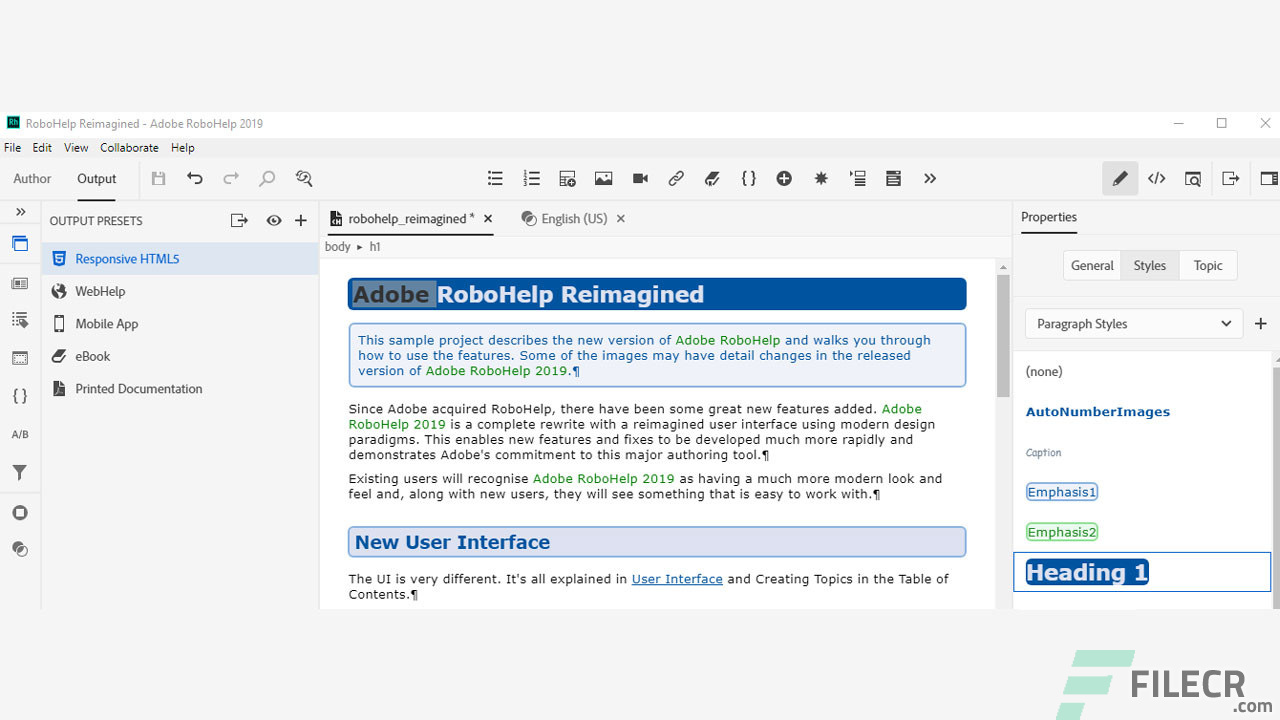 Rh RoboHelp Reimagined - Adobe RoboHelp 2019
File Edit View Collaborate Help
Author Output
OUTPUT PRESETS
Responsive HTML5
WebHelp
Mobile App
eBook
Printed Documentation
A/B
robohelp_reimagined * English (US)
body ▸ h1
Adobe RoboHelp Reimagined
This sample project describes the new version of Adobe RoboHelp and walks you through
how to use the features. Some of the images may have detail changes in the released
version of Adobe RoboHelp 2019.¶
Since Adobe acquired RoboHelp, there have been some great new features added. Adobe
RoboHelp 2019 is a complete rewrite with a reimagined user interface using modern design
paradigms. This enables new features and fixes to be developed much more rapidly and
demonstrates Adobe's commitment to this major authoring tool.¶
Existing users will recognise Adobe RoboHelp 2019 as having a much more modern look and
feel and, along with new users, they will see something that is easy to work with.¶
New User Interface
The UI is very different. It's all explained in User Interface and Creating Topics in the Table of
Contents.¶
Properties
General Styles Topic
Paragraph Styles
(none)
AutoNumberImages
Caption
Emphasis1
Emphasis2
Heading 1
FILECR
.com